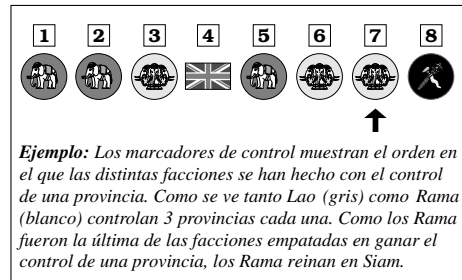 1 2 3 4 5 6 7 8
Ejemplo: Los marcadores de control muestran el orden en
el que las distintas facciones se han hecho con el control
de una provincia. Como se ve tanto Lao (gris) como Rama
(blanco) controlan 3 provincias cada una. Como los Rama
fueron la última de las facciones empatadas en ganar el
control de una provincia, los Rama reinan en Siam.